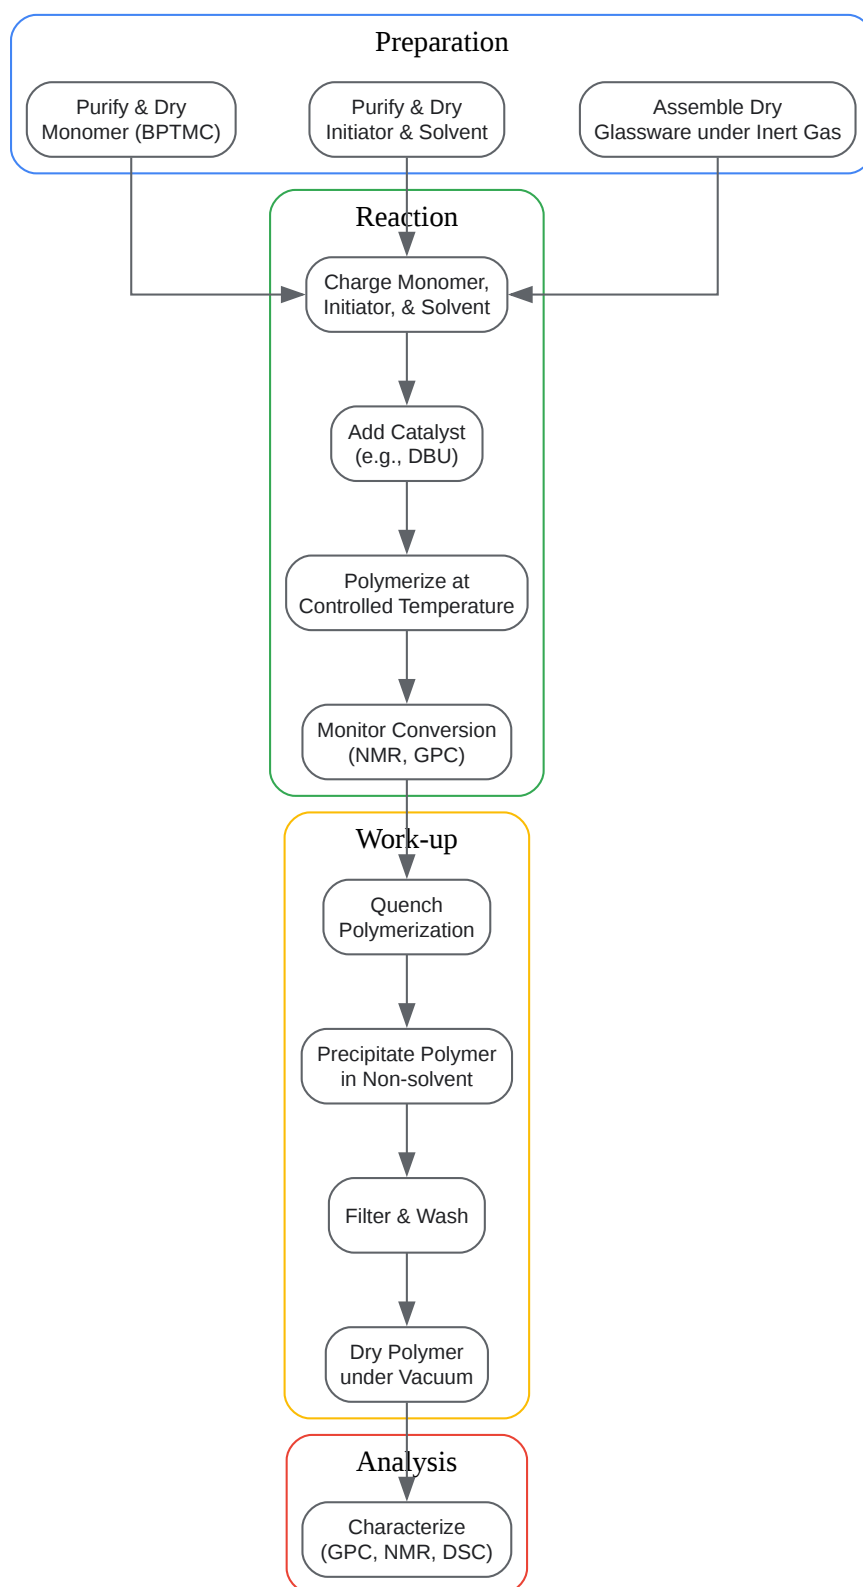 Preparation
Purify & Dry
Monomer (BPTMC)
Purify & Dry
Initiator & Solvent
Assemble Dry
Glassware under Inert Gas
Reaction
Charge Monomer,
Initiator, & Solvent
Add Catalyst
(e.g., DBU)
Polymerize at
Controlled Temperature
Monitor Conversion
(NMR, GPC)
Work-up
Quench
Polymerization
Precipitate Polymer
in Non-solvent
Filter & Wash
Dry Polymer
under Vacuum
Analysis
Characterize
(GPC, NMR, DSC)